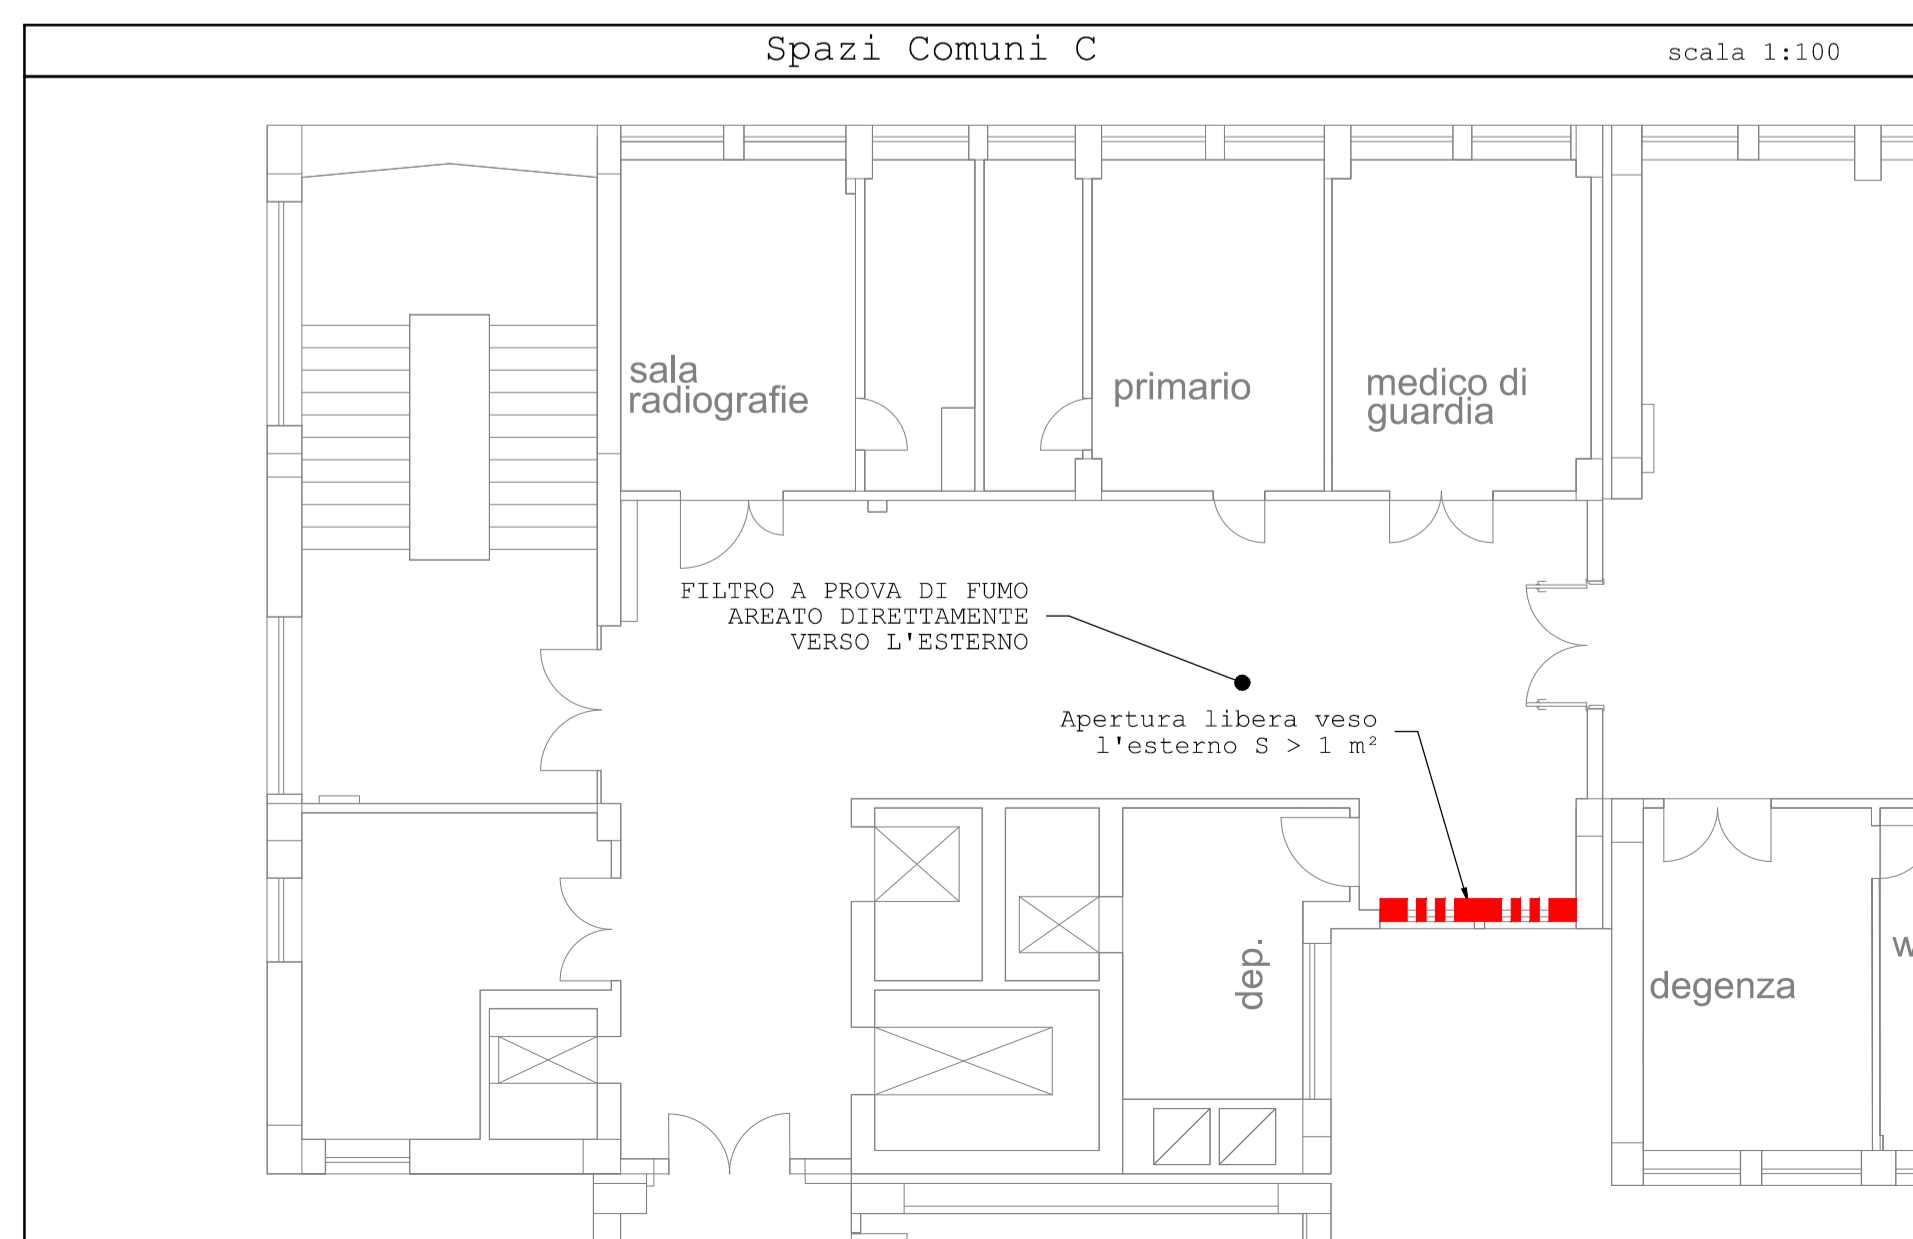 Spazi Comuni C
scala 1:100
sala
radiografie
primario
medico di
guardia
FILTRO A PROVA DI FUMO
AREATO DIRETTAMENTE
VERSO L'ESTERNO
Apertura libera veso
l'esterno S > 1 m²
dep.
degenza